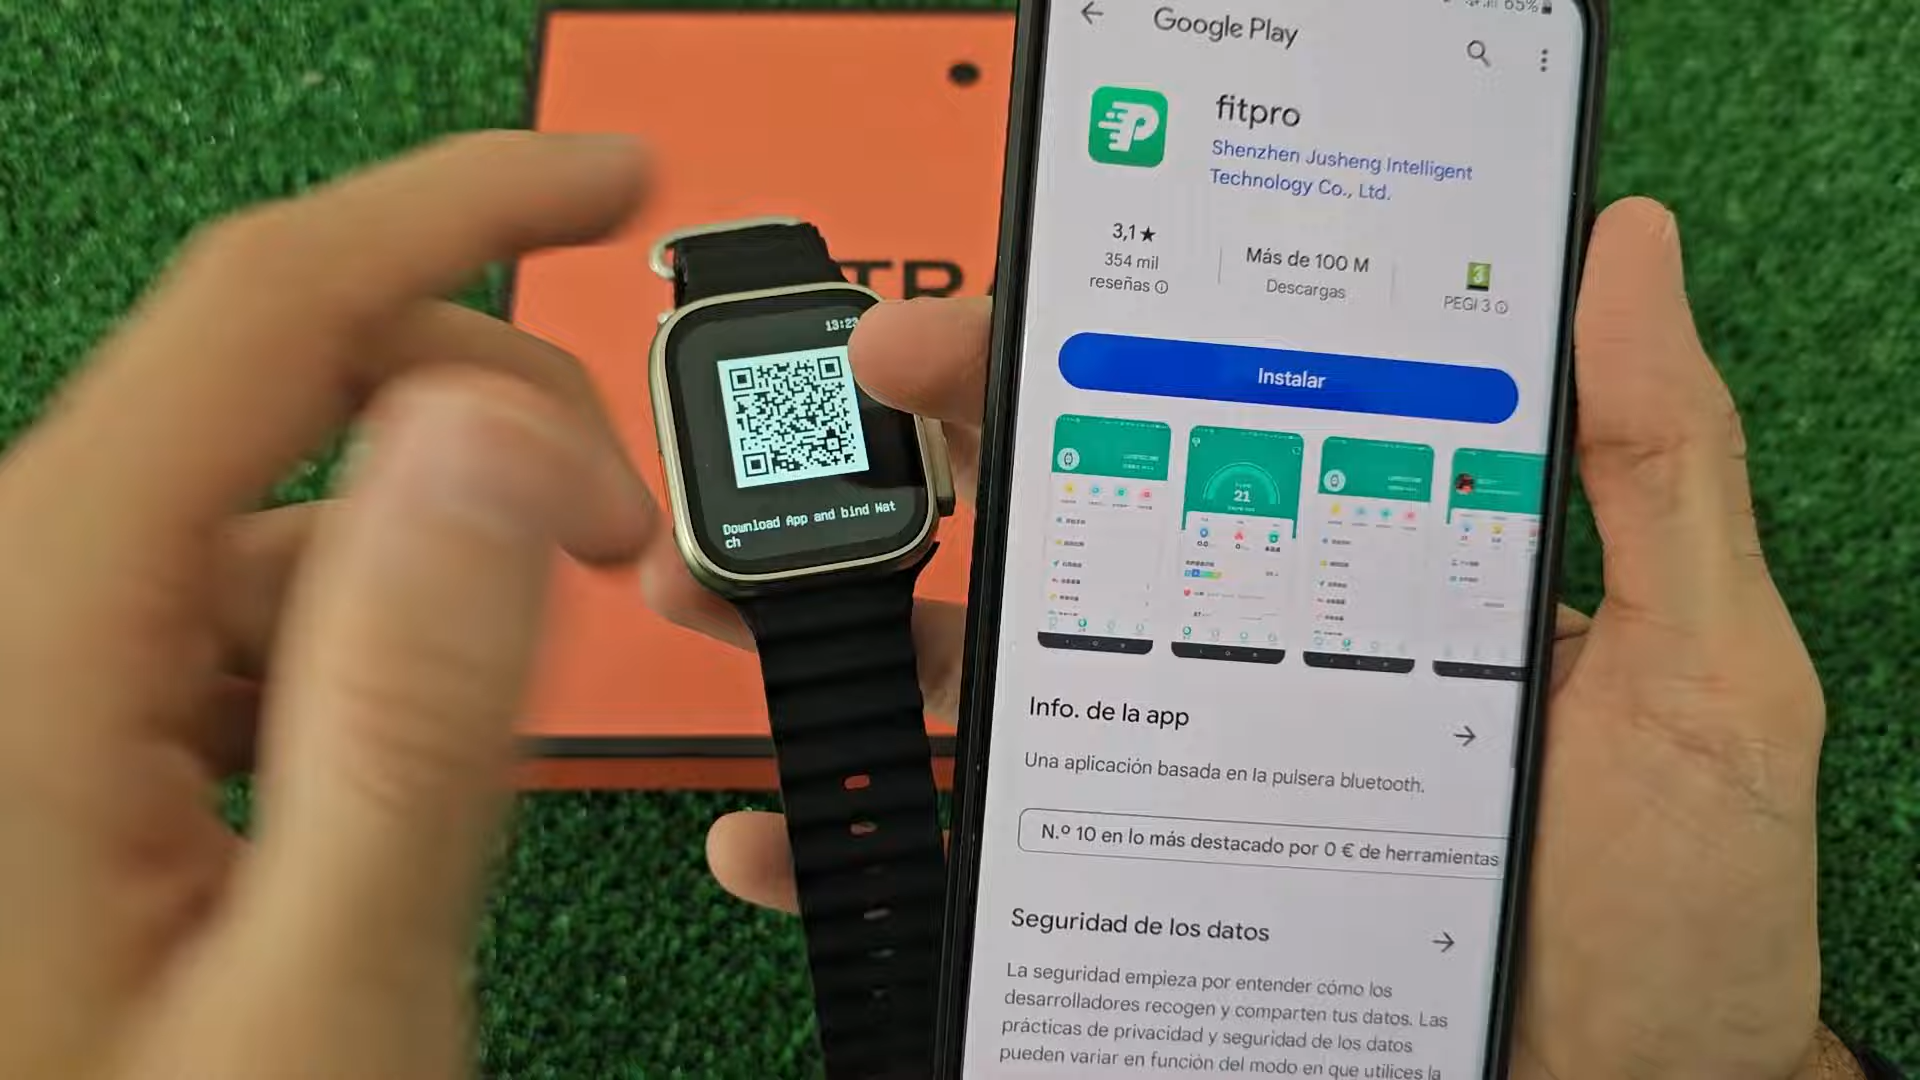 65%
Google Play
fitpro
Shenzhen Jusheng Intelligent
Technology Co., Ltd.
3,1★
354 mil
reseñas
Más de 100 M
Descargas
3
PEGI 3
Instalar
21
Info. de la app
Una aplicación basada en la pulsera bluetooth.
N.º 10 en lo más destacado por 0 € de herramientas
Seguridad de los datos
La seguridad empieza por entender cómo los
desarrolladores recogen y comparten tus datos. Las
prácticas de privacidad y seguridad de los datos
pueden variar en función del modo en que utilices la
13:23
Download App and bind Wat
ch
TRA